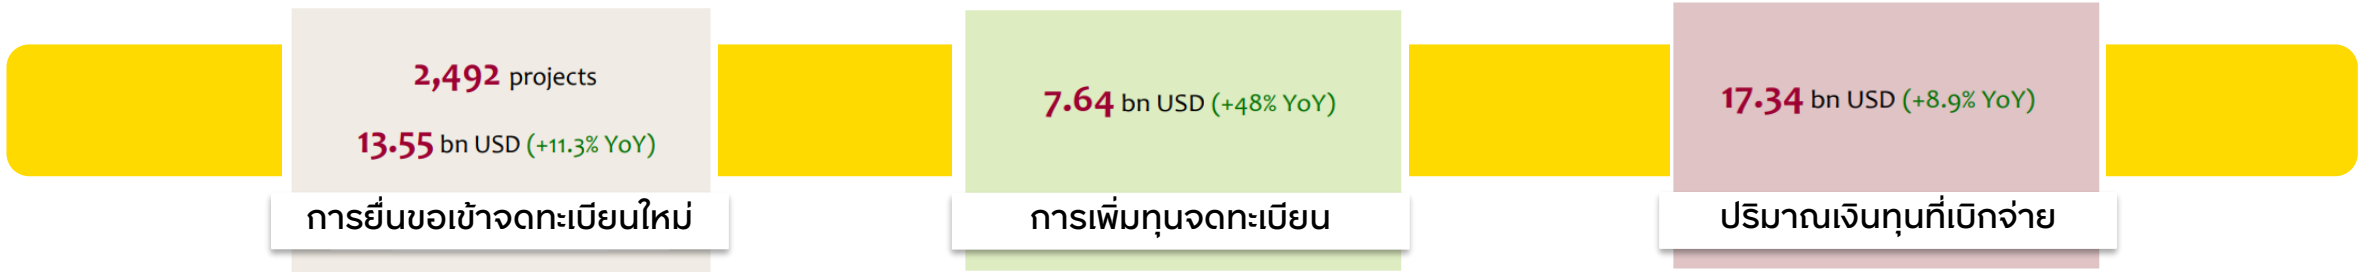 2,492 projects
13.55 bn USD (+11.3% YoY)
การยื่นขอเข้าจดทะเบียนใหม่
7.64 bn USD (+48% YoY)
การเพิ่มทุนจดทะเบียน
17.34 bn USD (+8.9% YoY)
ปริมาณเงินทุนที่เบิกจ่าย